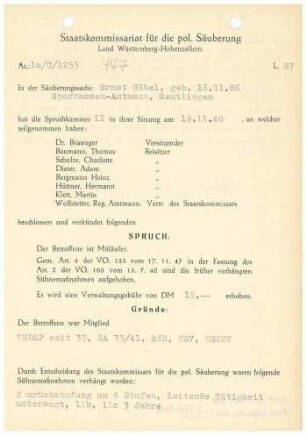 Staatskommissariat für die pol. Säuberung
Land Württemberg-Hohenzollern
Az.: 10/J/1255
L 87
In der Säuberungssache Ernst Göbel, geb. 16.11.86
Sparkassen-Amtmann, Reutlingen
hat die Spruchkammer II in ihrer Sitzung am 19.11.48 , an welcher
teilgenommen haben:
Dr. Braunger Vorsitzender
Baumann, Thomas Beisitzer
Schulze, Charlotte „
Dieter, Adam „
Bergmann Heinz „
Hüttner, Hermann „
Klett, Martin „
Wolfstetter, Reg. Amtmann. Vertr. des Staatskommissars
beschlossen und verkündet folgenden
SPRUCH:
Der Betroffene ist Mitläufer.
Gem. Art. 4 der VO. 133 vom 17. 11. 47 in der Fassung des
Art. 2 der VO. 165 vom 13. 7. 48 sind die früher verhängten
Sühnemaßnahmen aufgehoben.
Es wird eine Verwaltungsgebühr von DM 15.-- erhoben.
Gründe:
Der Betroffene war Mitglied
NSDAP seit 33, SA 33/41, RdB, NSV, NSKOV
Durch Entscheidung des Staatskommissars für die pol. Säuberung waren folgende
Sühnemaßnahmen verhängt worden:
Zurückstufung um 4 Stufen, leitende Tätigkeit
untersagt, IIb, IIc 3 Jahre